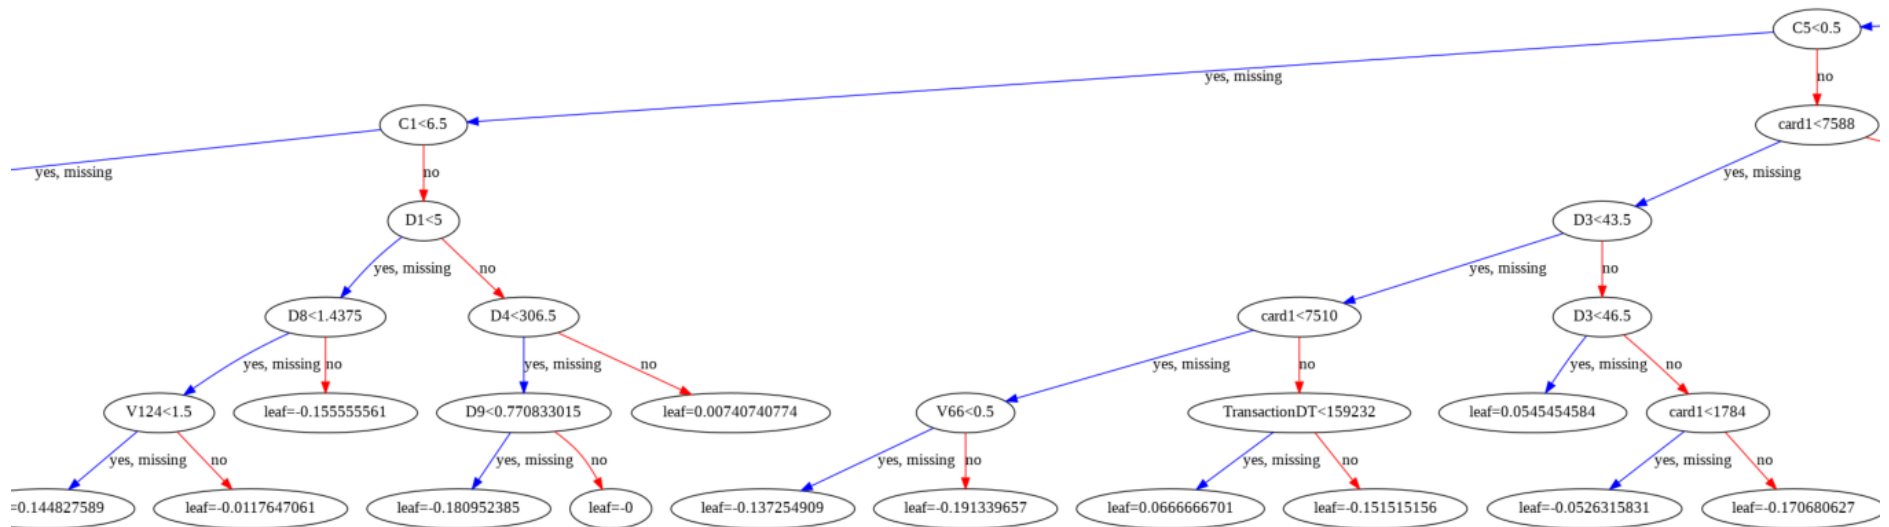 C5<0.5
yes, missing
no
C1<6.5
card1<7588
yes, missing
no
yes, missing
D1<5
D3<43.5
yes, missing
no
yes, missing
no
D8<1.4375
D4<306.5
card1<7510
D3<46.5
yes, missing
no
yes, missing
no
yes, missing
no
yes, missing
no
V124<1.5
leaf=-0.155555561
D9<0.770833015
leaf=0.00740740774
V66<0.5
TransactionDT<159232
leaf=0.0545454584
card1<1784
yes, missing
no
yes, missing
no
yes, missing
no
yes, missing
no
yes, missing
no
=0.144827589
leaf=-0.0117647061
leaf=-0.180952385
leaf=-0
leaf=-0.137254909
leaf=-0.191339657
leaf=0.0666666701
leaf=-0.151515156
leaf=-0.0526315831
leaf=-0.170680627